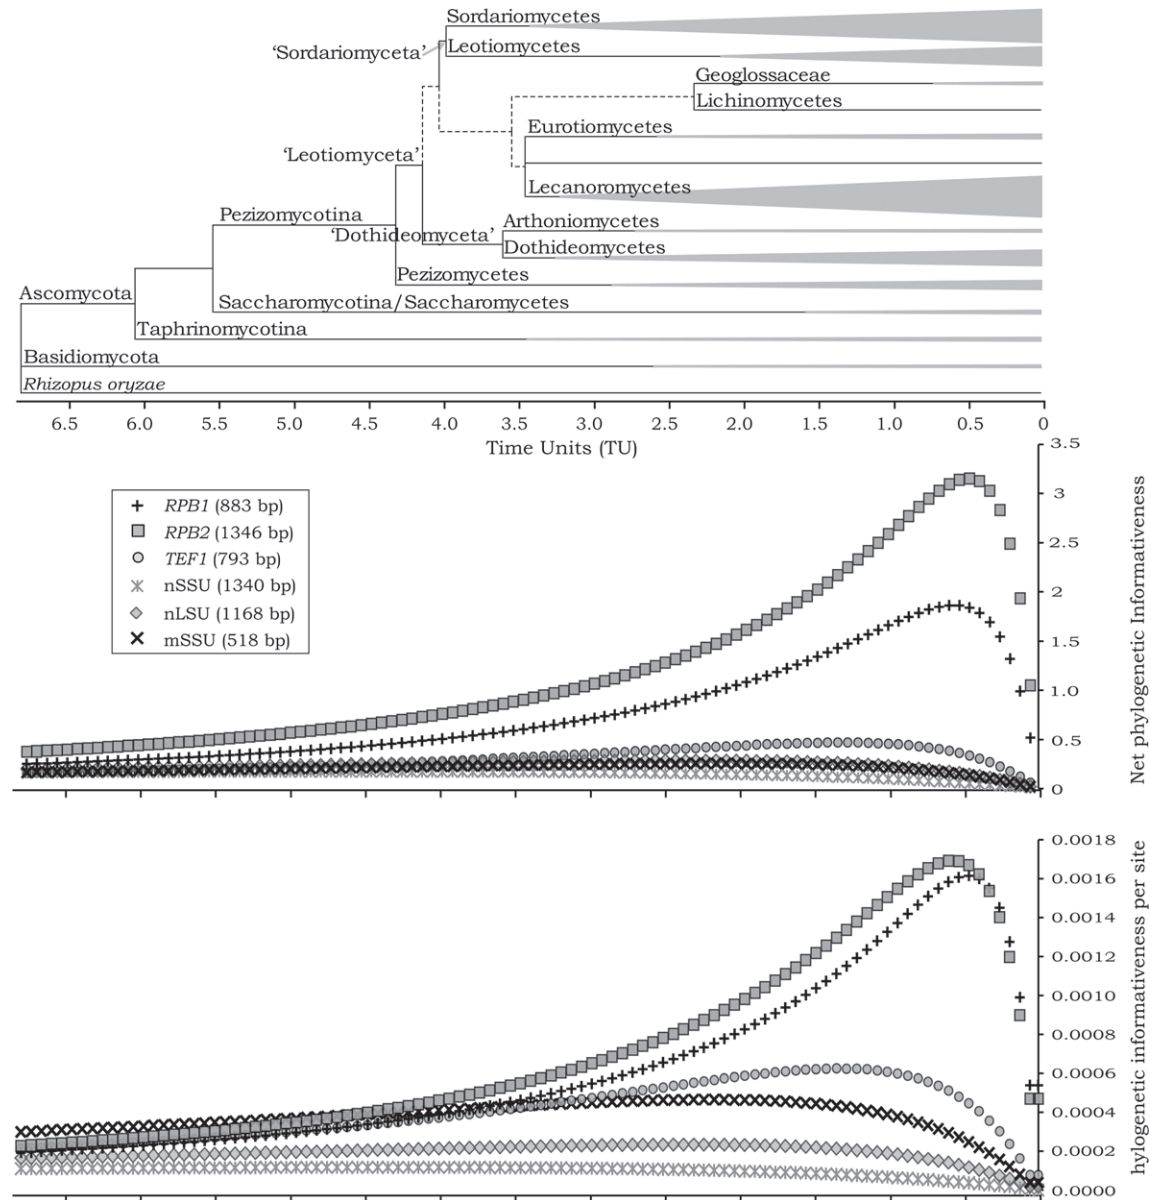 Sordariomycetes
‘Sordariomyceta’
Leotiomycetes
Geoglossaceae
Lichinomycetes
Eurotiomycetes
‘Leotiomyceta’
Lecanoromycetes
Pezizomycotina
Arthoniomycetes
‘Dothideomyceta’
Dothideomycetes
Pezizomycetes
Ascomycota
Saccharomycotina/Saccharomycetes
Taphrinomycotina
Basidiomycota
Rhizopus oryzae
6.5 6.0 5.5 5.0 4.5 4.0 3.5 3.0 2.5 2.0 1.5 1.0 0.5 0
Time Units (TU)
3.5
3
2.5
2
1.5
1.0
0.5
0
Net phylogenetic Informativeness
RPB1 (883 bp)
RPB2 (1346 bp)
TEF1 (793 bp)
nSSU (1340 bp)
nLSU (1168 bp)
mSSU (518 bp)
0.0018
0.0016
0.0014
0.0012
0.0010
0.0008
0.0006
0.0004
0.0002
0.0000
hylogenetic informativeness per site